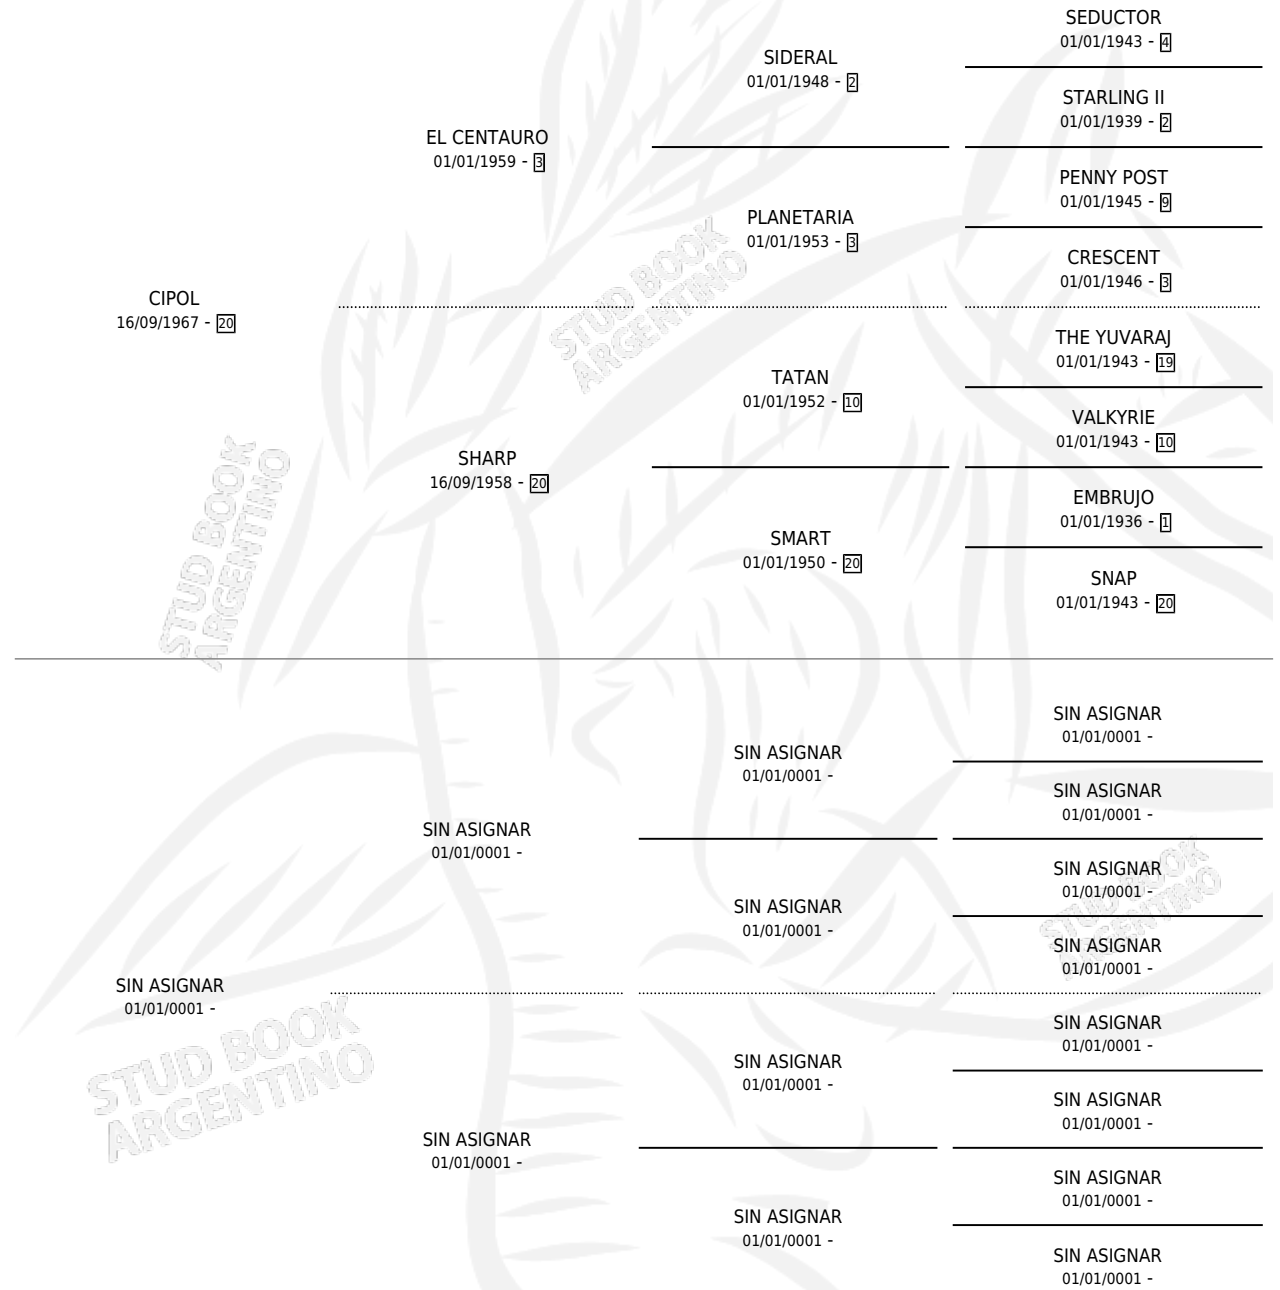 SEDUCTOR
01/01/1943 - 4
SIDERAL
01/01/1948 - 2
STARLING II
01/01/1939 - 2
EL CENTAURO
01/01/1959 - 3
PENNY POST
01/01/1945 - 9
PLANETARIA
01/01/1953 - 3
CRESCENT
01/01/1946 - 3
CIPOL
16/09/1967 - 20
THE YUVARAJ
01/01/1943 - 19
TATAN
01/01/1952 - 10
VALKYRIE
01/01/1943 - 10
SHARP
16/09/1958 - 20
EMBRUJO
01/01/1936 - 1
SMART
01/01/1950 - 20
SNAP
01/01/1943 - 20
STUD BOOK
ARGENTINO
STUD BOOK
ARGENTINO
SIN ASIGNAR
01/01/0001 -
SIN ASIGNAR
01/01/0001 -
SIN ASIGNAR
01/01/0001 -
SIN ASIGNAR
01/01/0001 -
SIN ASIGNAR
01/01/0001 -
SIN ASIGNAR
01/01/0001 -
SIN ASIGNAR
01/01/0001 -
SIN ASIGNAR
01/01/0001 -
SIN ASIGNAR
01/01/0001 -
SIN ASIGNAR
01/01/0001 -
SIN ASIGNAR
01/01/0001 -
SIN ASIGNAR
01/01/0001 -
SIN ASIGNAR
01/01/0001 -
SIN ASIGNAR
01/01/0001 -
SIN ASIGNAR
01/01/0001 -
STUD BOOK
ARGENTINO
STUD BOOK
ARGENTINO